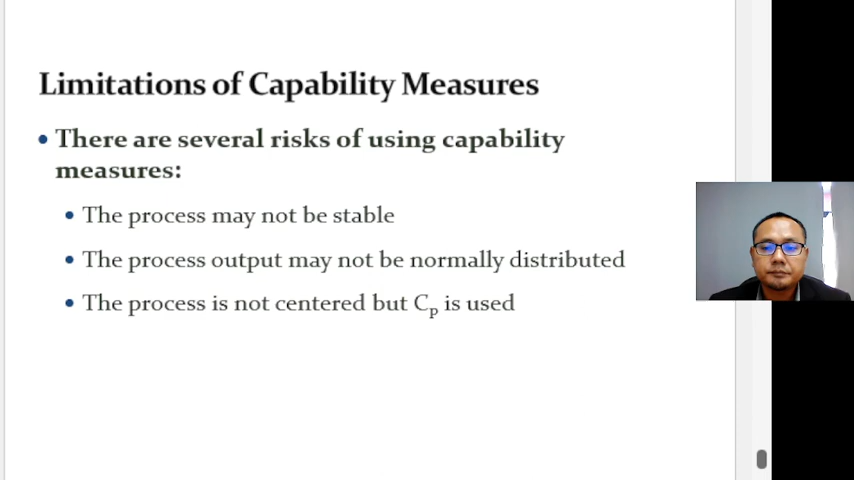 Limitations of Capability Measures
• There are several risks of using capability
measures:
• The process may not be stable
• The process output may not be normally distributed
• The process is not centered but Cp is used